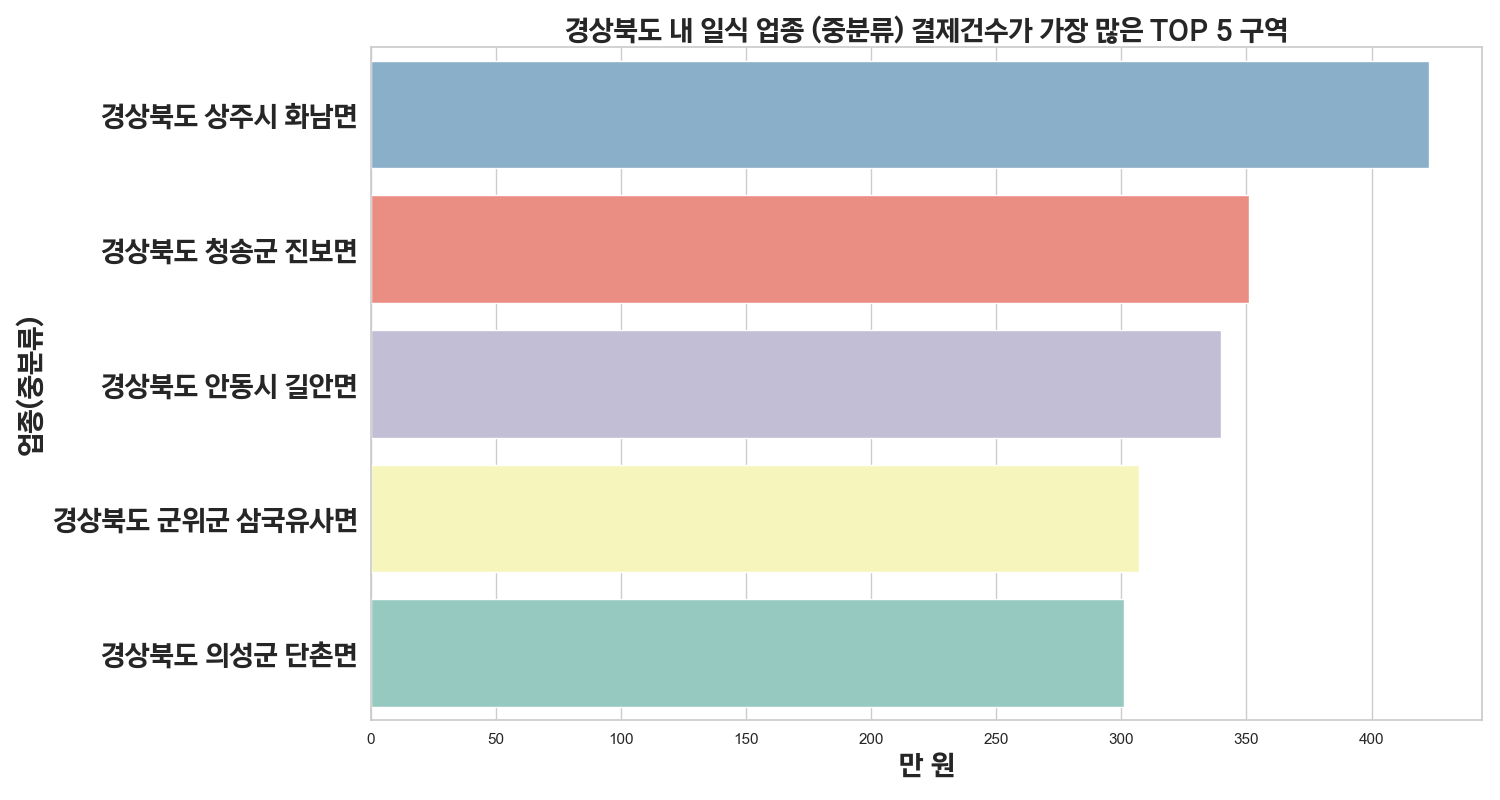 경상북도 내 일식 업종 (중분류) 결제건수가 가장 많은 TOP 5 구역
경상북도 상주시 화남면
경상북도 청송군 진보면
경상북도 안동시 길안면
경상북도 군위군 삼국유사면
경상북도 의성군 단촌면
업종(중분류)
0 50 100 150 200 250 300 350 400
만 원